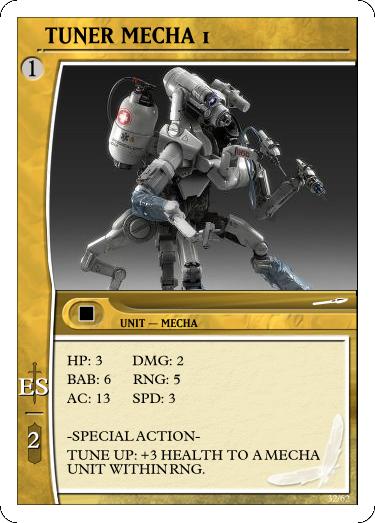 TUNER MECHA I
1
UNIT — MECHA
HP: 3 DMG: 2
BAB: 6 RNG: 5
AC: 13 SPD: 3
-SPECIAL ACTION-
TUNE UP: +3 HEALTH TO A MECHA
UNIT WITHIN RNG.
ES
2
32/62